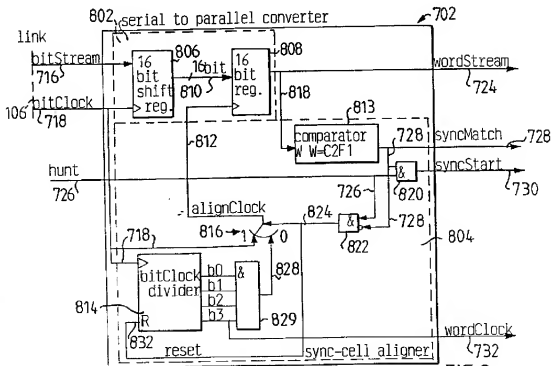 802
serial to parallel converter
702
link
bitStream
716
16
bit
shift
reg.
806
16 bit
810
16
bit
reg.
808
wordStream
724
106
bitClock
718
812
818
813
comparator
W W=C2F1
728
syncMatch
728
hunt
726
&
820
syncStart
730
alignClock
824
726
&
822
728
804
718
816
1
0
828
bitClock
divider
b0
b1
b2
b3
&
829
814
R
832
wordClock
732
reset
sync-cell aligner